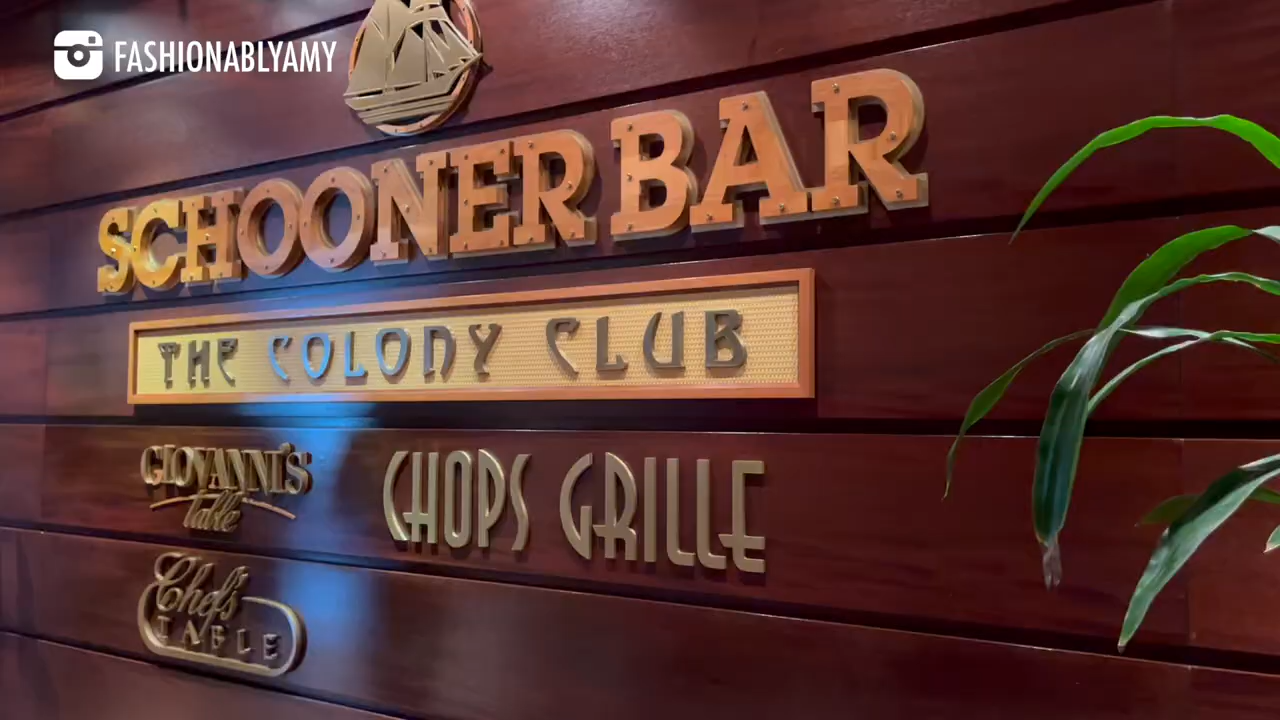 FASHIONABLYAMY
SCHOONER BAR
THE COLONY CLUB
GIOVANNI'S
table
CHOPS GRILLE
Chef's
TABLE